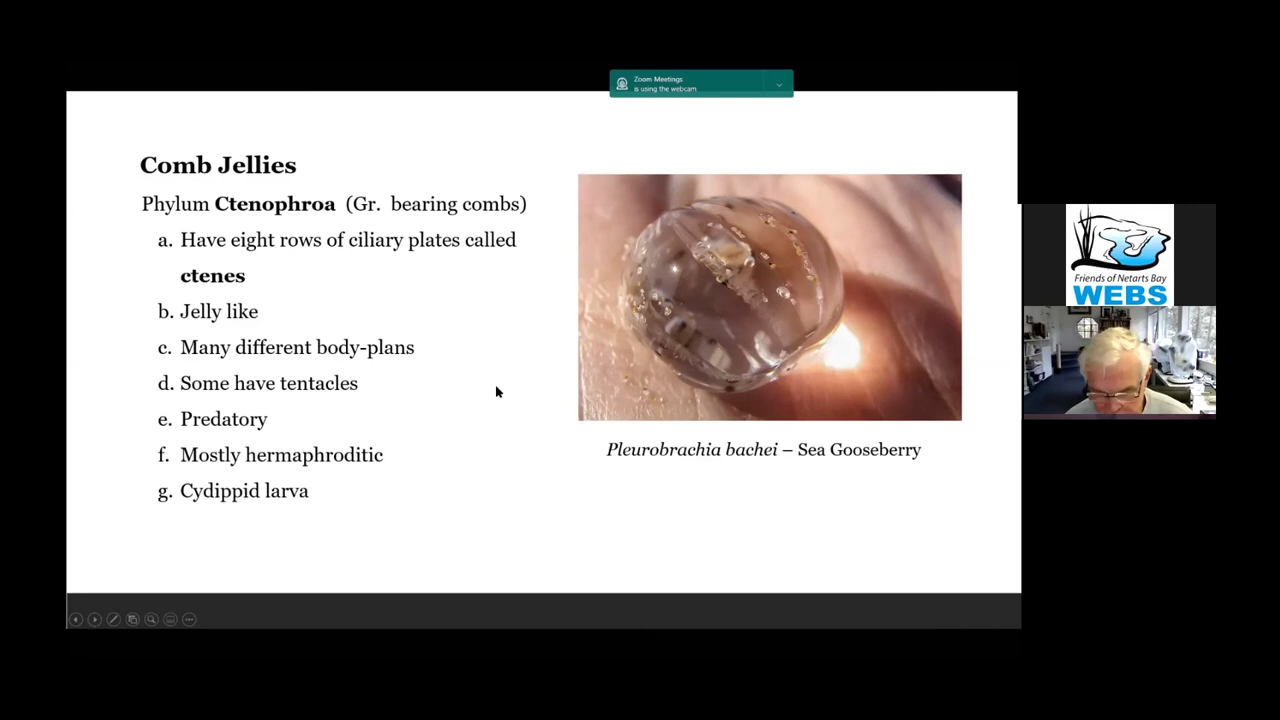 Zoom Meetings
is using the webcam
Comb Jellies
Phylum Ctenophroa (Gr. bearing combs)
a. Have eight rows of ciliary plates called
ctenes
b. Jelly like
c. Many different body-plans
d. Some have tentacles
e. Predatory
f. Mostly hermaphroditic
g. Cydippid larva
Pleurobrachia bachei – Sea Gooseberry
Friends of Netarts Bay
WEBS